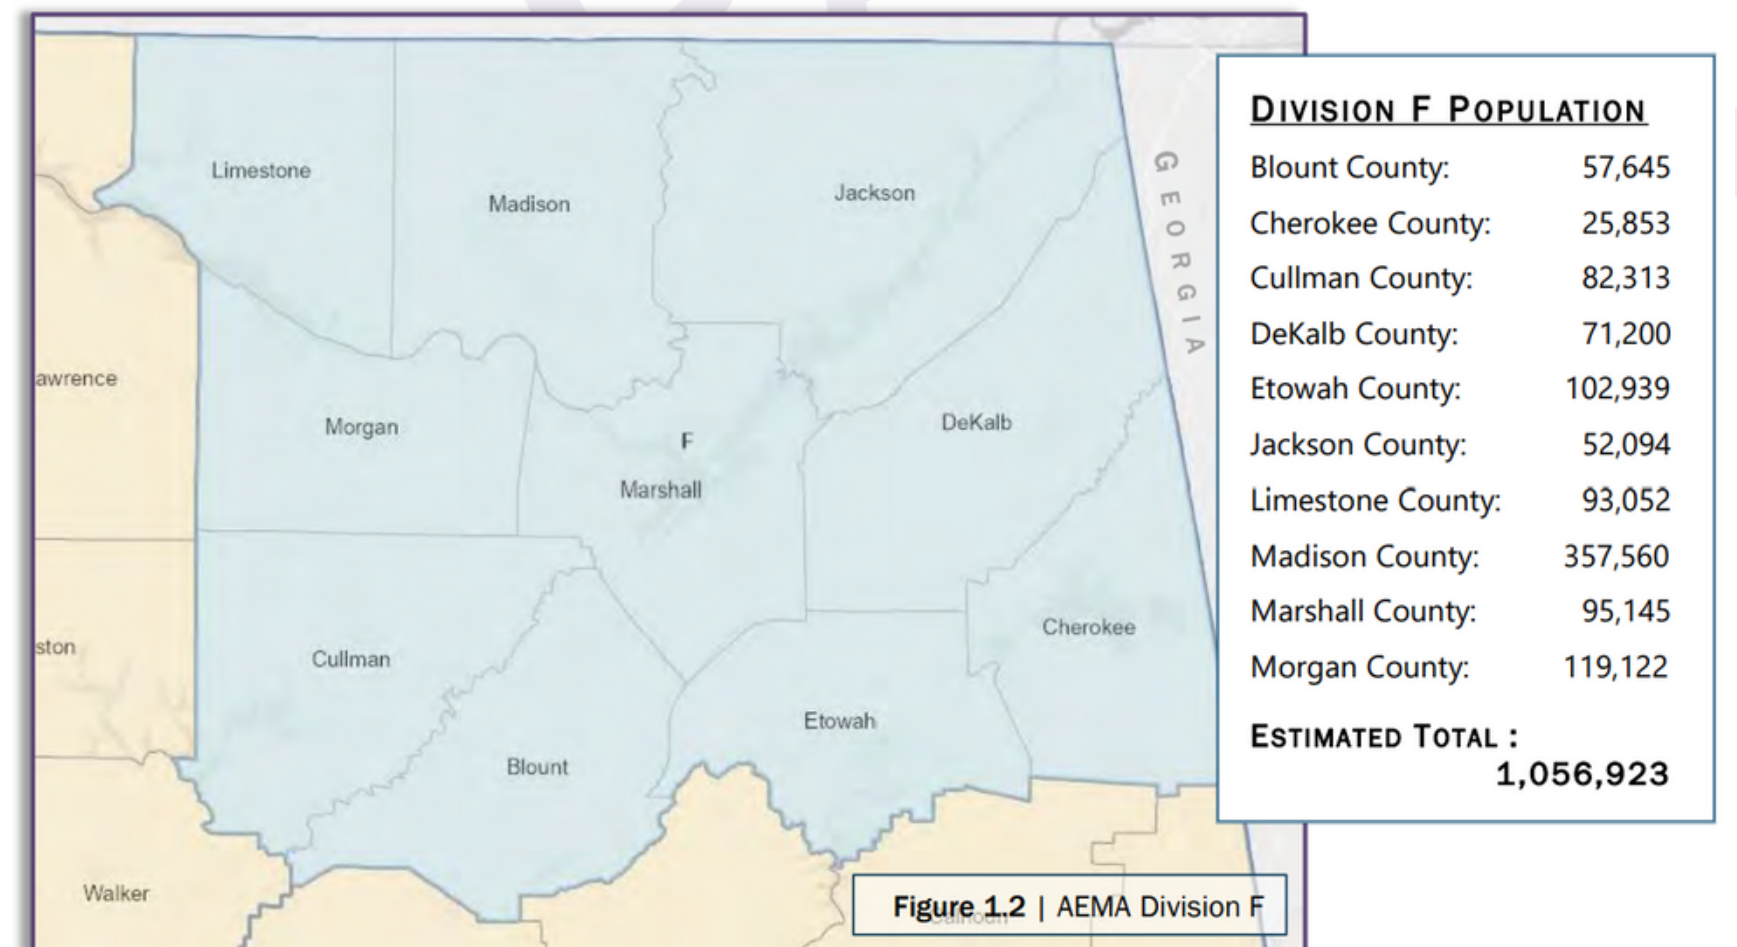 Limestone
Madison
Jackson
GEORGIA
awrence
Morgan
F
Marshall
DeKalb
ston
Cullman
Cherokee
Etowah
Blount
Walker
Figure 1.2 | AEMA Division F
DIVISION F POPULATION
Blount County: 57,645
Cherokee County: 25,853
Cullman County: 82,313
DeKalb County: 71,200
Etowah County: 102,939
Jackson County: 52,094
Limestone County: 93,052
Madison County: 357,560
Marshall County: 95,145
Morgan County: 119,122
ESTIMATED TOTAL :
1,056,923